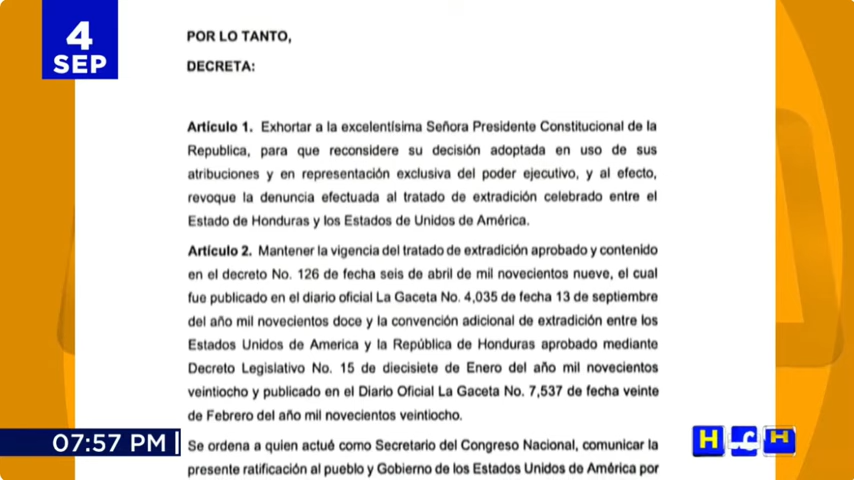 4
SEP
POR LO TANTO,
DECRETA:
Artículo 1. Exhortar a la excelentísima Señora Presidente Constitucional de la
Republica, para que reconsidere su decisión adoptada en uso de sus
atribuciones y en representación exclusiva del poder ejecutivo, y al efecto,
revoque la denuncia efectuada al tratado de extradición celebrado entre el
Estado de Honduras y los Estados de Unidos de América.
Artículo 2. Mantener la vigencia del tratado de extradición aprobado y contenido
en el decreto No. 126 de fecha seis de abril de mil novecientos nueve, el cual
fue publicado en el diario oficial La Gaceta No. 4,035 de fecha 13 de septiembre
del año mil novecientos doce y la convención adicional de extradición entre los
Estados Unidos de America y la República de Honduras aprobado mediante
Decreto Legislativo No. 15 de diecisiete de Enero del año mil novecientos
veintiocho y publicado en el Diario Oficial La Gaceta No. 7,537 de fecha veinte
de Febrero del año mil novecientos veintiocho.
Se ordena a quien actué como Secretario del Congreso Nacional, comunicar la
presente ratificación al pueblo y Gobierno de los Estados Unidos de América por
07:57 PM
HCH